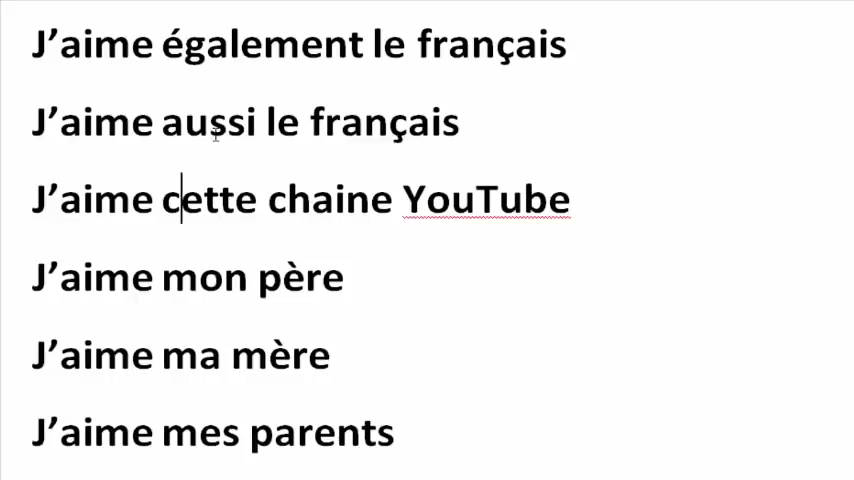 J’aime également le français
J’aime aussi le français
J’aime cette chaine YouTube
J’aime mon père
J’aime ma mère
J’aime mes parents